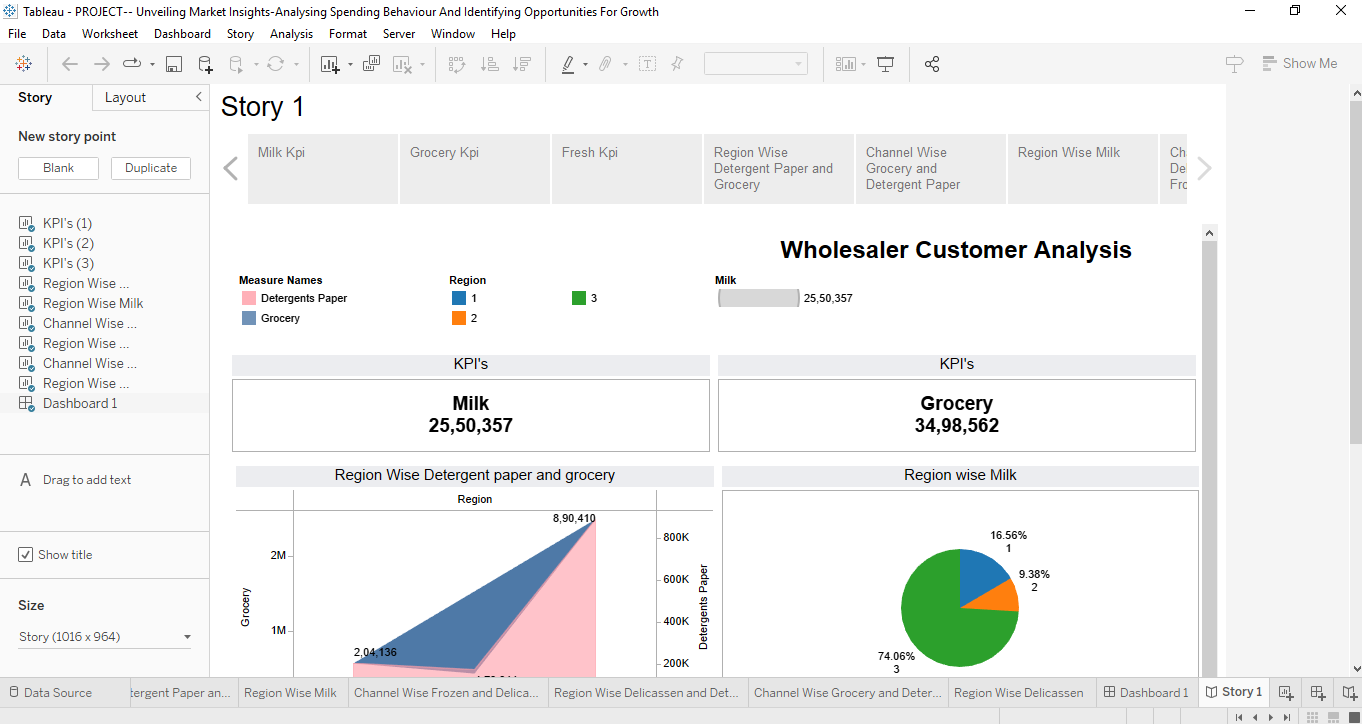 Tableau - PROJECT-- Unveiling Market Insights-Analysing Spending Behaviour And Identifying Opportunities For Growth
File Data Worksheet Dashboard Story Analysis Format Server Window Help
Show Me
Story Layout
New story point
Blank Duplicate
KPI's (1)
KPI's (2)
KPI's (3)
Region Wise ...
Region Wise Milk
Channel Wise ...
Region Wise ...
Channel Wise ...
Region Wise ...
Dashboard 1
A Drag to add text
Show title
Size
Story (1016 x 964)
Story 1
Milk Kpi
Grocery Kpi
Fresh Kpi
Region Wise
Detergent Paper and
Grocery
Channel Wise
Grocery and
Detergent Paper
Region Wise Milk
Wholesaler Customer Analysis
Measure Names
Detergents Paper
Grocery
Region
1
2
3
Milk
25,50,357
KPI's
Milk
25,50,357
KPI's
Grocery
34,98,562
Region Wise Detergent paper and grocery
Region
8,90,410
2M
1M
Grocery
2,04,136
800K
600K
400K
200K
Detergents Paper
Region wise Milk
16.56%
1
9.38%
2
74.06%
3
Data Source tergent Paper an... Region Wise Milk Channel Wise Frozen and Delica... Region Wise Delicassen and Det... Channel Wise Grocery and Deter... Region Wise Delicassen Dashboard 1 Story 1